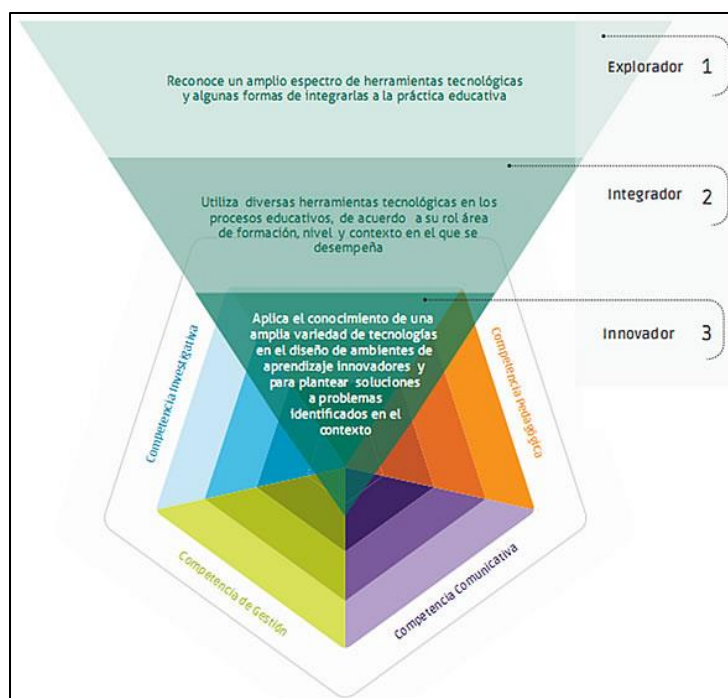 Reconoce un amplio espectro de herramientas tecnológicas
y algunas formas de integrarlas a la práctica educativa
Explorador 1
Utiliza diversas herramientas tecnológicas en los
procesos educativos, de acuerdo a su rol área
de formación, nivel y contexto en el que se
desempeña
Integrador 2
Aplica el conocimiento de una
amplia variedad de tecnologías
en el diseño de ambientes de
aprendizaje innovadores y
para plantear soluciones
a problemas
identificados en el
contexto
Innovador 3
Competencia Investigativa
Competencia Pedagógica
Competencia de Gestión
Competencia Comunicativa